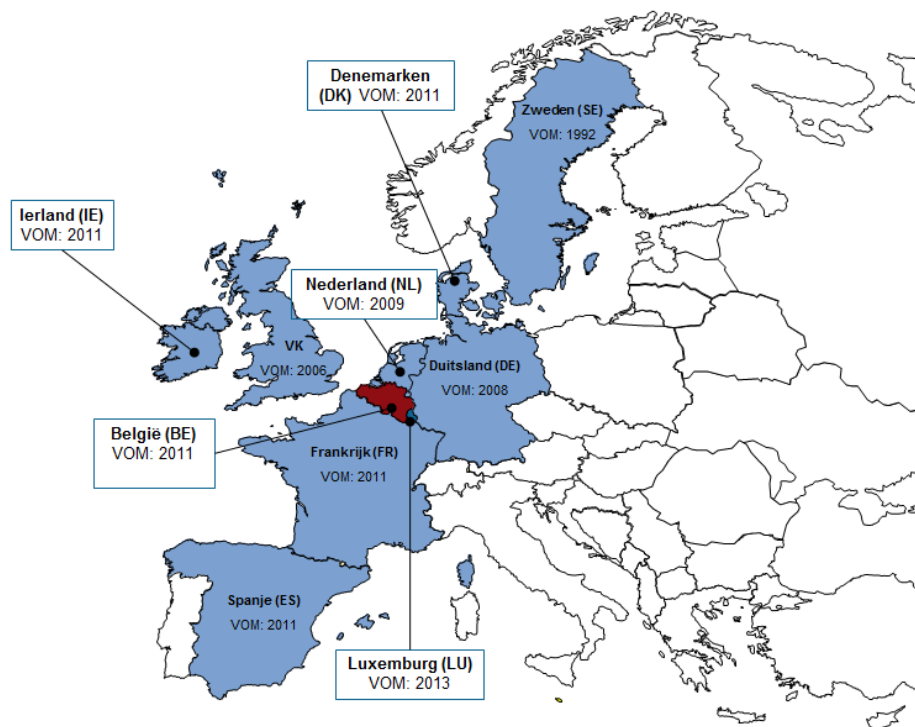 Denemarken
(DK) VOM: 2011
Zweden (SE)
VOM: 1992
Ierland (IE)
VOM: 2011
Nederland (NL)
VOM: 2009
VK
VOM: 2006
Duitsland (DE)
VOM: 2008
België (BE)
VOM: 2011
Frankrijk (FR)
VOM: 2011
Spanje (ES)
VOM: 2011
Luxemburg (LU)
VOM: 2013